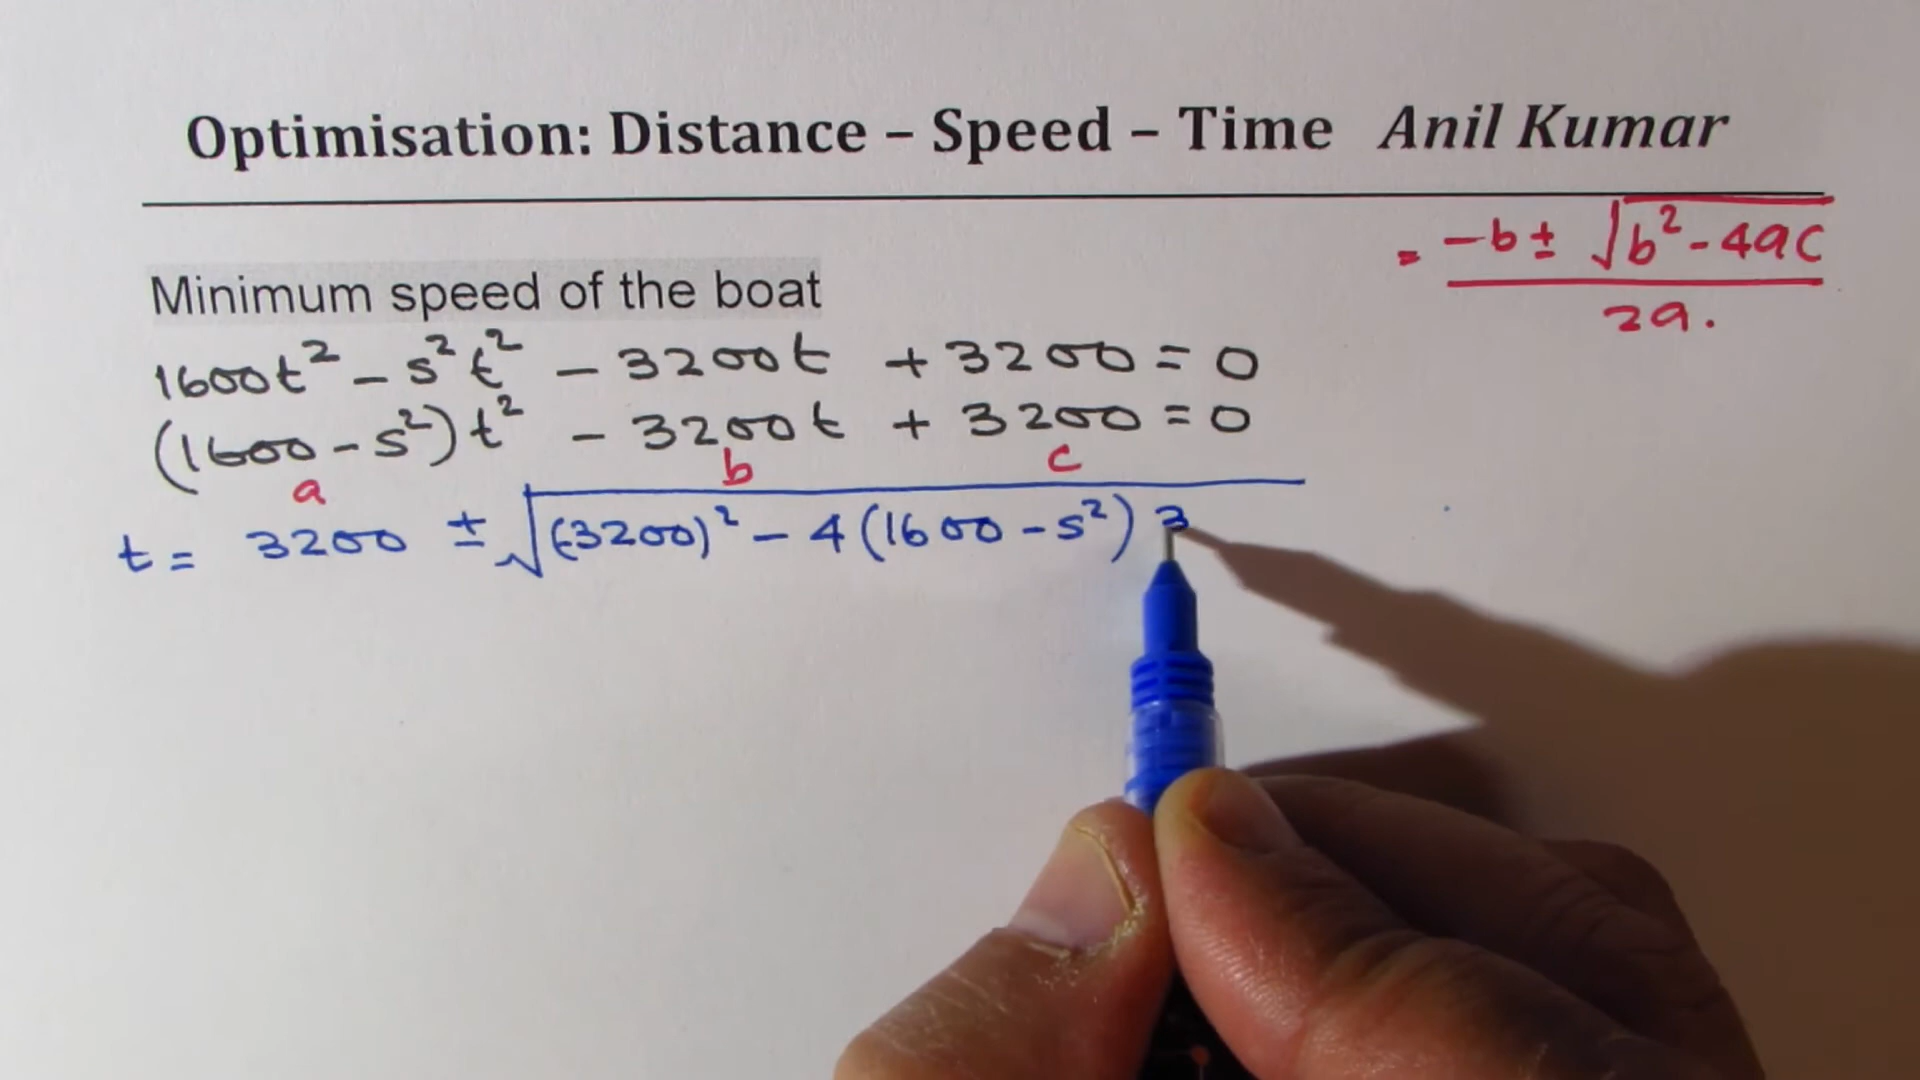 Optimisation: Distance – Speed – Time Anil Kumar
= -b ± √b² - 4ac
2a.
Minimum speed of the boat
1600t² - s²t² - 3200t + 3200 = 0
(1600 - s²)t² - 3200t + 3200 = 0
a b c
t = 3200 ± √(-3200)² - 4(1600 - s²) 3